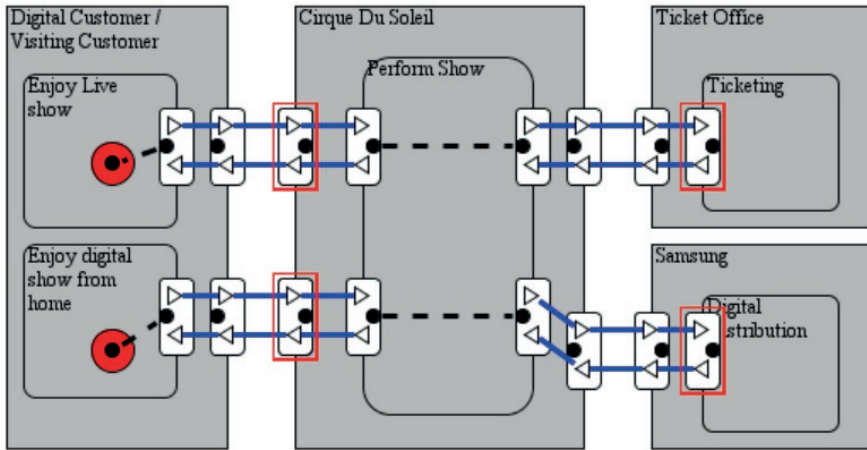 Digital Customer /
Visiting Customer
Enjoy Live
show
Enjoy digital
show from
home
Cirque Du Soleil
Perform Show
Ticket Office
Ticketing
Samsung
Digital
istribution